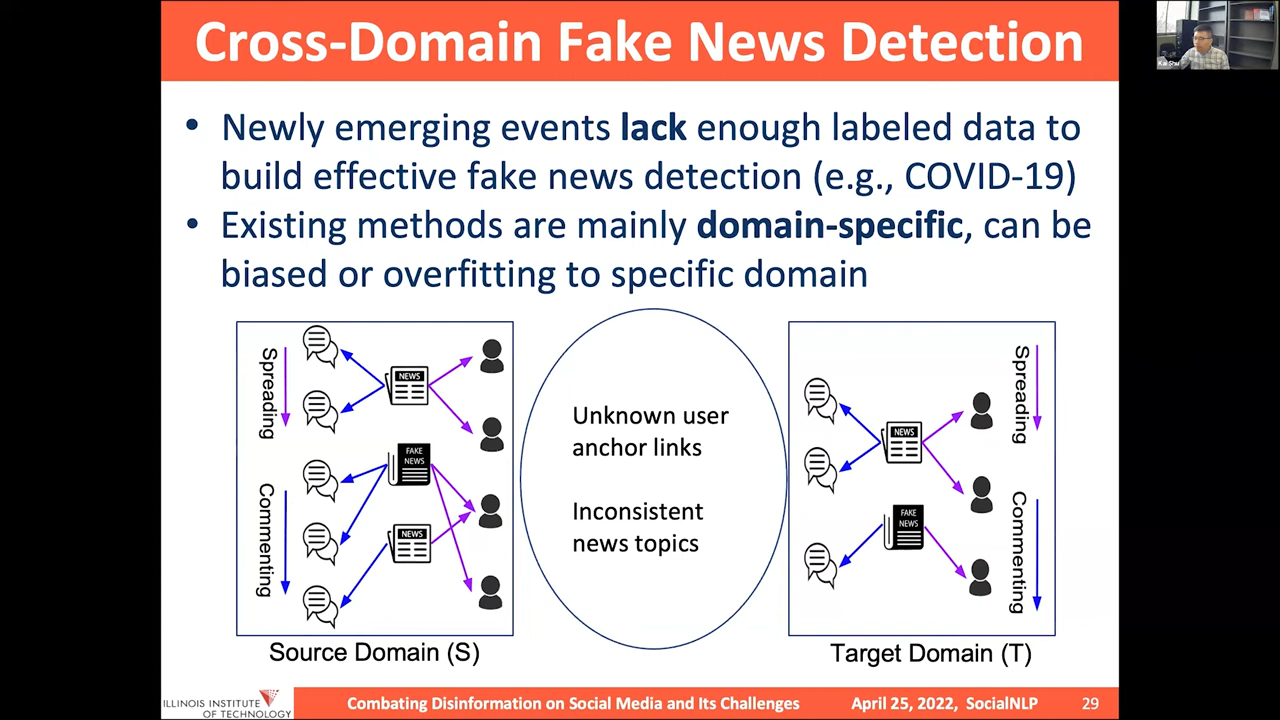 Cross-Domain Fake News Detection
Kai Shu
• Newly emerging events lack enough labeled data to
build effective fake news detection (e.g., COVID-19)
• Existing methods are mainly domain-specific, can be
biased or overfitting to specific domain
Spreading
Commenting
NEWS
FAKE
NEWS
NEWS
Source Domain (S)
Unknown user
anchor links
Inconsistent
news topics
NEWS
FAKE
NEWS
Spreading
Commenting
Target Domain (T)
ILLINOIS INSTITUTE
OF TECHNOLOGY
Combating Disinformation on Social Media and Its Challenges
April 25, 2022, SocialNLP
29